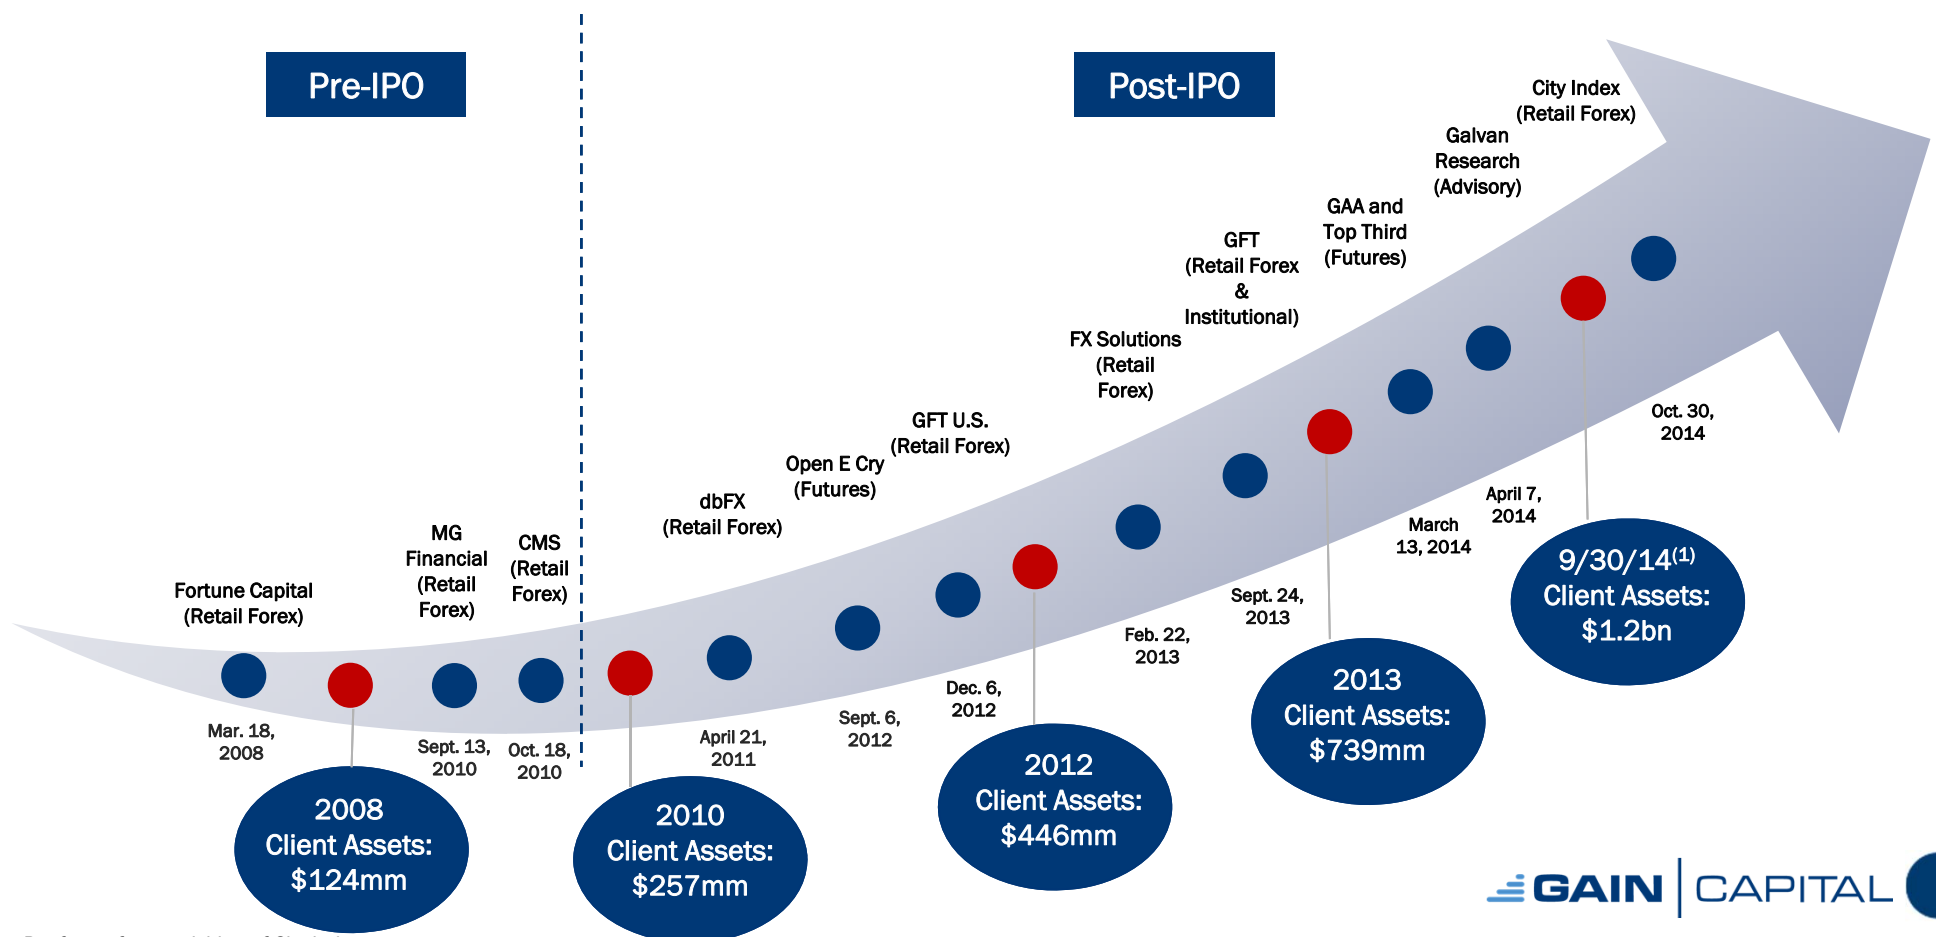 Pre-IPO
Post-IPO
City Index
(Retail Forex)
Galvan
Research
(Advisory)
GAA and
Top Third
(Futures)
GFT
(Retail Forex
&
Institutional)
FX Solutions
(Retail
Forex)
GFT U.S.
(Retail Forex)
Open E Cry
(Futures)
dbFX
(Retail Forex)
MG
Financial
(Retail
Forex)
CMS
(Retail
Forex)
Fortune Capital
(Retail Forex)
Mar. 18,
2008
Sept. 13,
2010
Oct. 18,
2010
April 21,
2011
Sept. 6,
2012
Dec. 6,
2012
Feb. 22,
2013
Sept. 24,
2013
March
13, 2014
April 7,
2014
Oct. 30,
2014
2008
Client Assets:
$124mm
2010
Client Assets:
$257mm
2012
Client Assets:
$446mm
2013
Client Assets:
$739mm
9/30/14(1)
Client Assets:
$1.2bn
GAIN CAPITAL